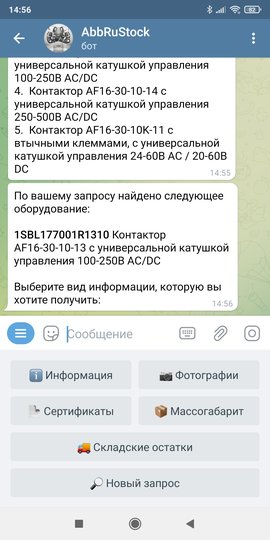 14:56
58
AbbRuStock
бот
универсальной катушкой управления
100-250В AC/DC
4. Контактор AF16-30-10-14 с
универсальной катушкой управления
250-500В AC/DC
5. Контактор AF16-30-10K-11 с
втычными клеммами, с универсальной
катушкой управления 24-60В AC / 20-60В
DC
14:55
По вашему запросу найдено следующее
оборудование:
1SBL177001R1310 Контактор
AF16-30-10-13 с универсальной катушкой
управления 100-250В AC/DC
Выберите вид информации, которую вы
хотите получить:
14:56
Сообщение
Информация
Фотографии
Сертификаты
Массогабарит
Складские остатки
Новый запрос